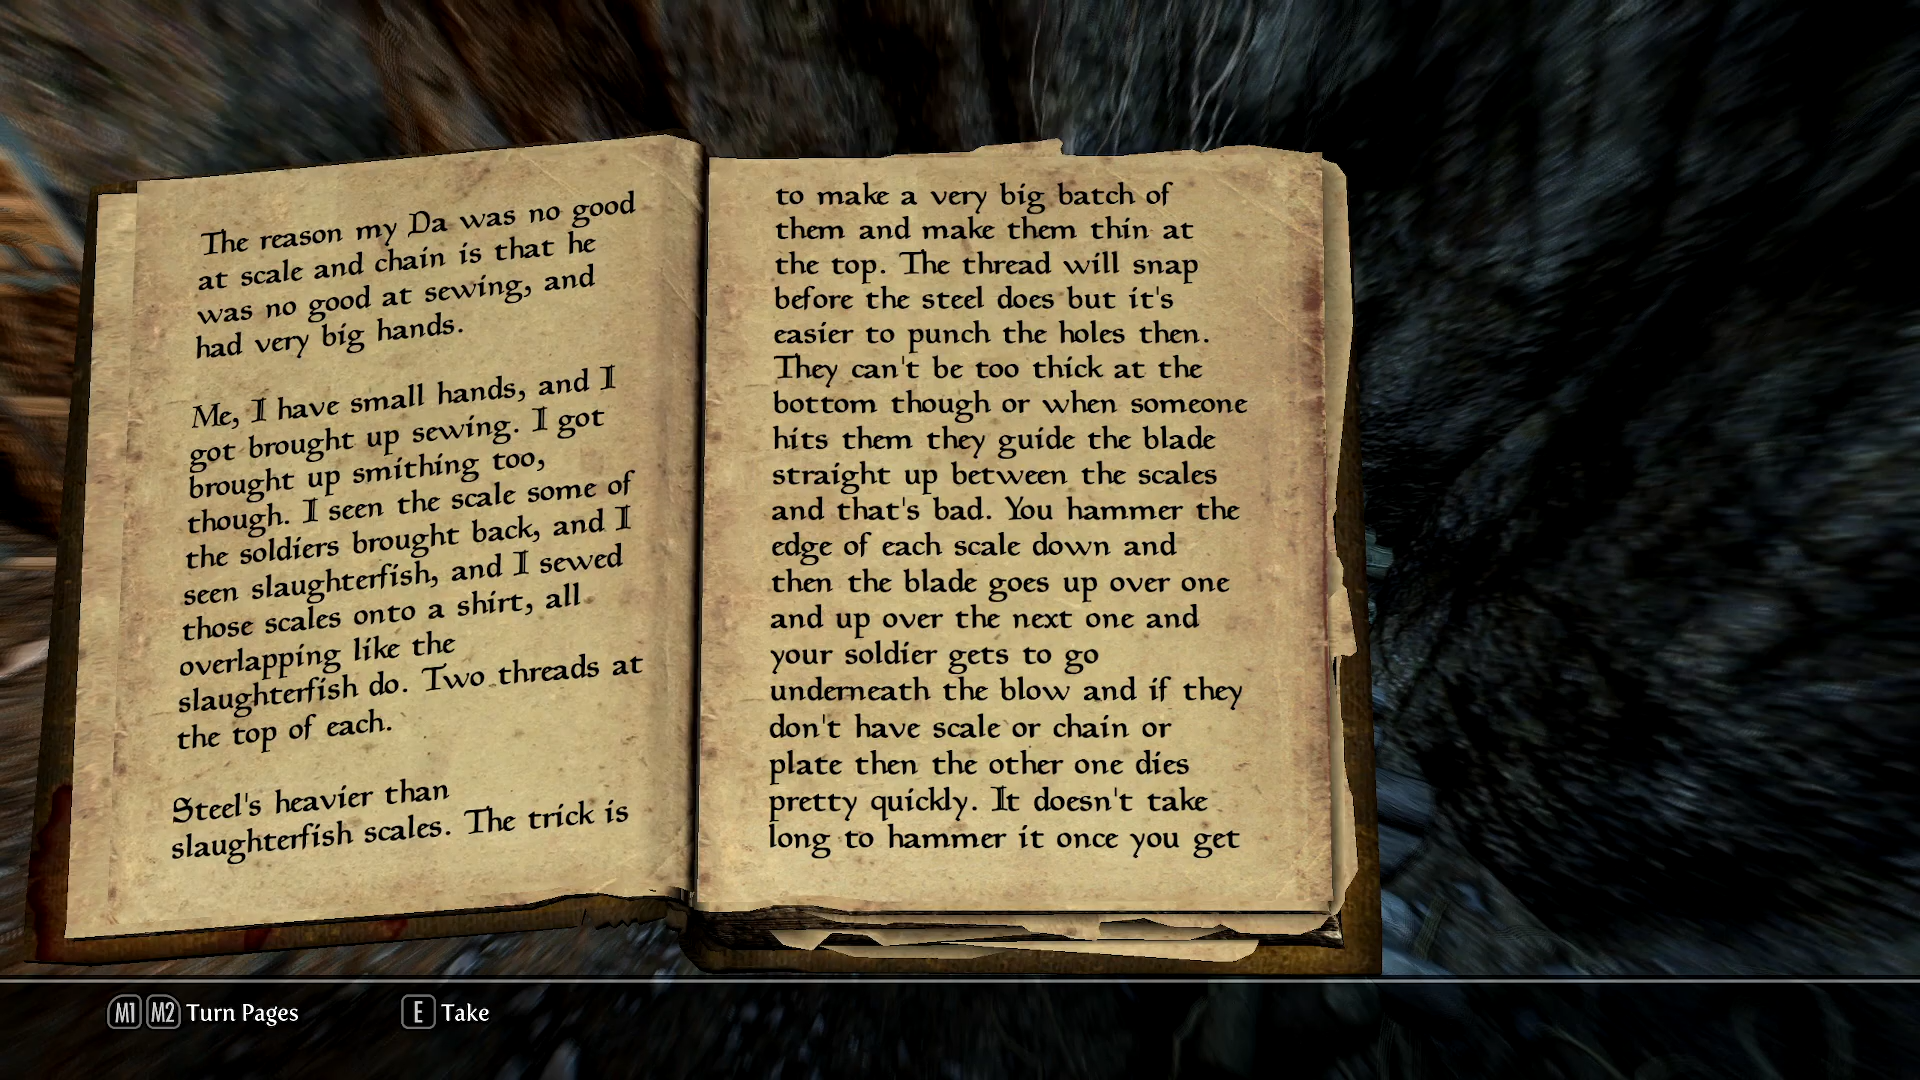 The reason my Da was no good
at scale and chain is that he
was no good at sewing, and
had very big hands.
Me, I have small hands, and I
got brought up sewing. I got
brought up smithing too,
though. I seen the scale some of
the soldiers brought back, and I
seen slaughterfish, and I sewed
those scales onto a shirt, all
overlapping like the
slaughterfish do. Two threads at
the top of each.
Steel's heavier than
slaughterfish scales. The trick is
to make a very big batch of
them and make them thin at
the top. The thread will snap
before the steel does but it's
easier to punch the holes then.
They can't be too thick at the
bottom though or when someone
hits them they guide the blade
straight up between the scales
and that's bad. You hammer the
edge of each scale down and
then the blade goes up over one
and up over the next one and
your soldier gets to go
underneath the blow and if they
don't have scale or chain or
plate then the other one dies
pretty quickly. It doesn't take
long to hammer it once you get
M1 M2 Turn Pages E Take